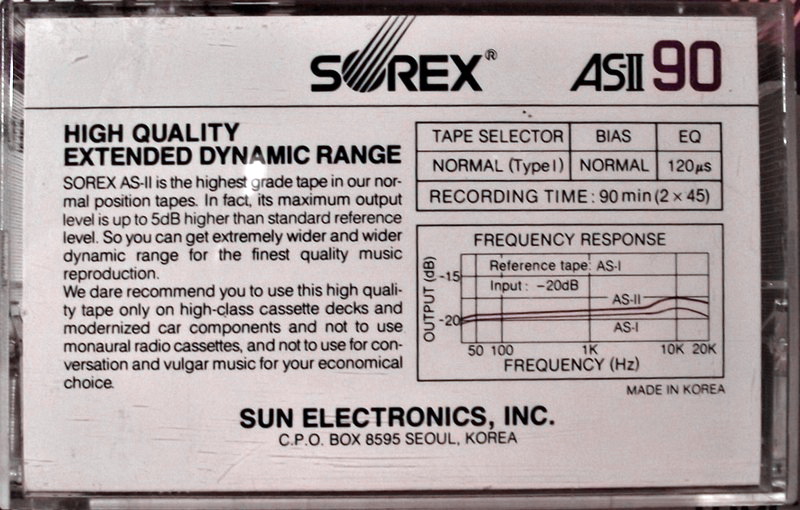 SOREX® AS-II 90
HIGH QUALITY
EXTENDED DYNAMIC RANGE
SOREX AS-II is the highest grade tape in our nor-
mal position tapes. In fact, its maximum output
level is up to 5dB higher than standard reference
level. So you can get extremely wider and wider
dynamic range for the finest quality music
reproduction.
We dare recommend you to use this high quali-
ty tape only on high-class cassette decks and
modernized car components and not to use
monaural radio cassettes, and not to use for con-
versation and vulgar music for your economical
choice.
TAPE SELECTOR BIAS EQ
NORMAL (Type I) NORMAL 120μs
RECORDING TIME : 90 min (2 × 45)
FREQUENCY RESPONSE
OUTPUT (dB)
-15
-20
Reference tape: AS-I
Input : -20dB
AS-II
AS-I
50 100 1K 10K 20K
FREQUENCY (Hz)
MADE IN KOREA
SUN ELECTRONICS, INC.
C.P.O. BOX 8595 SEOUL, KOREA